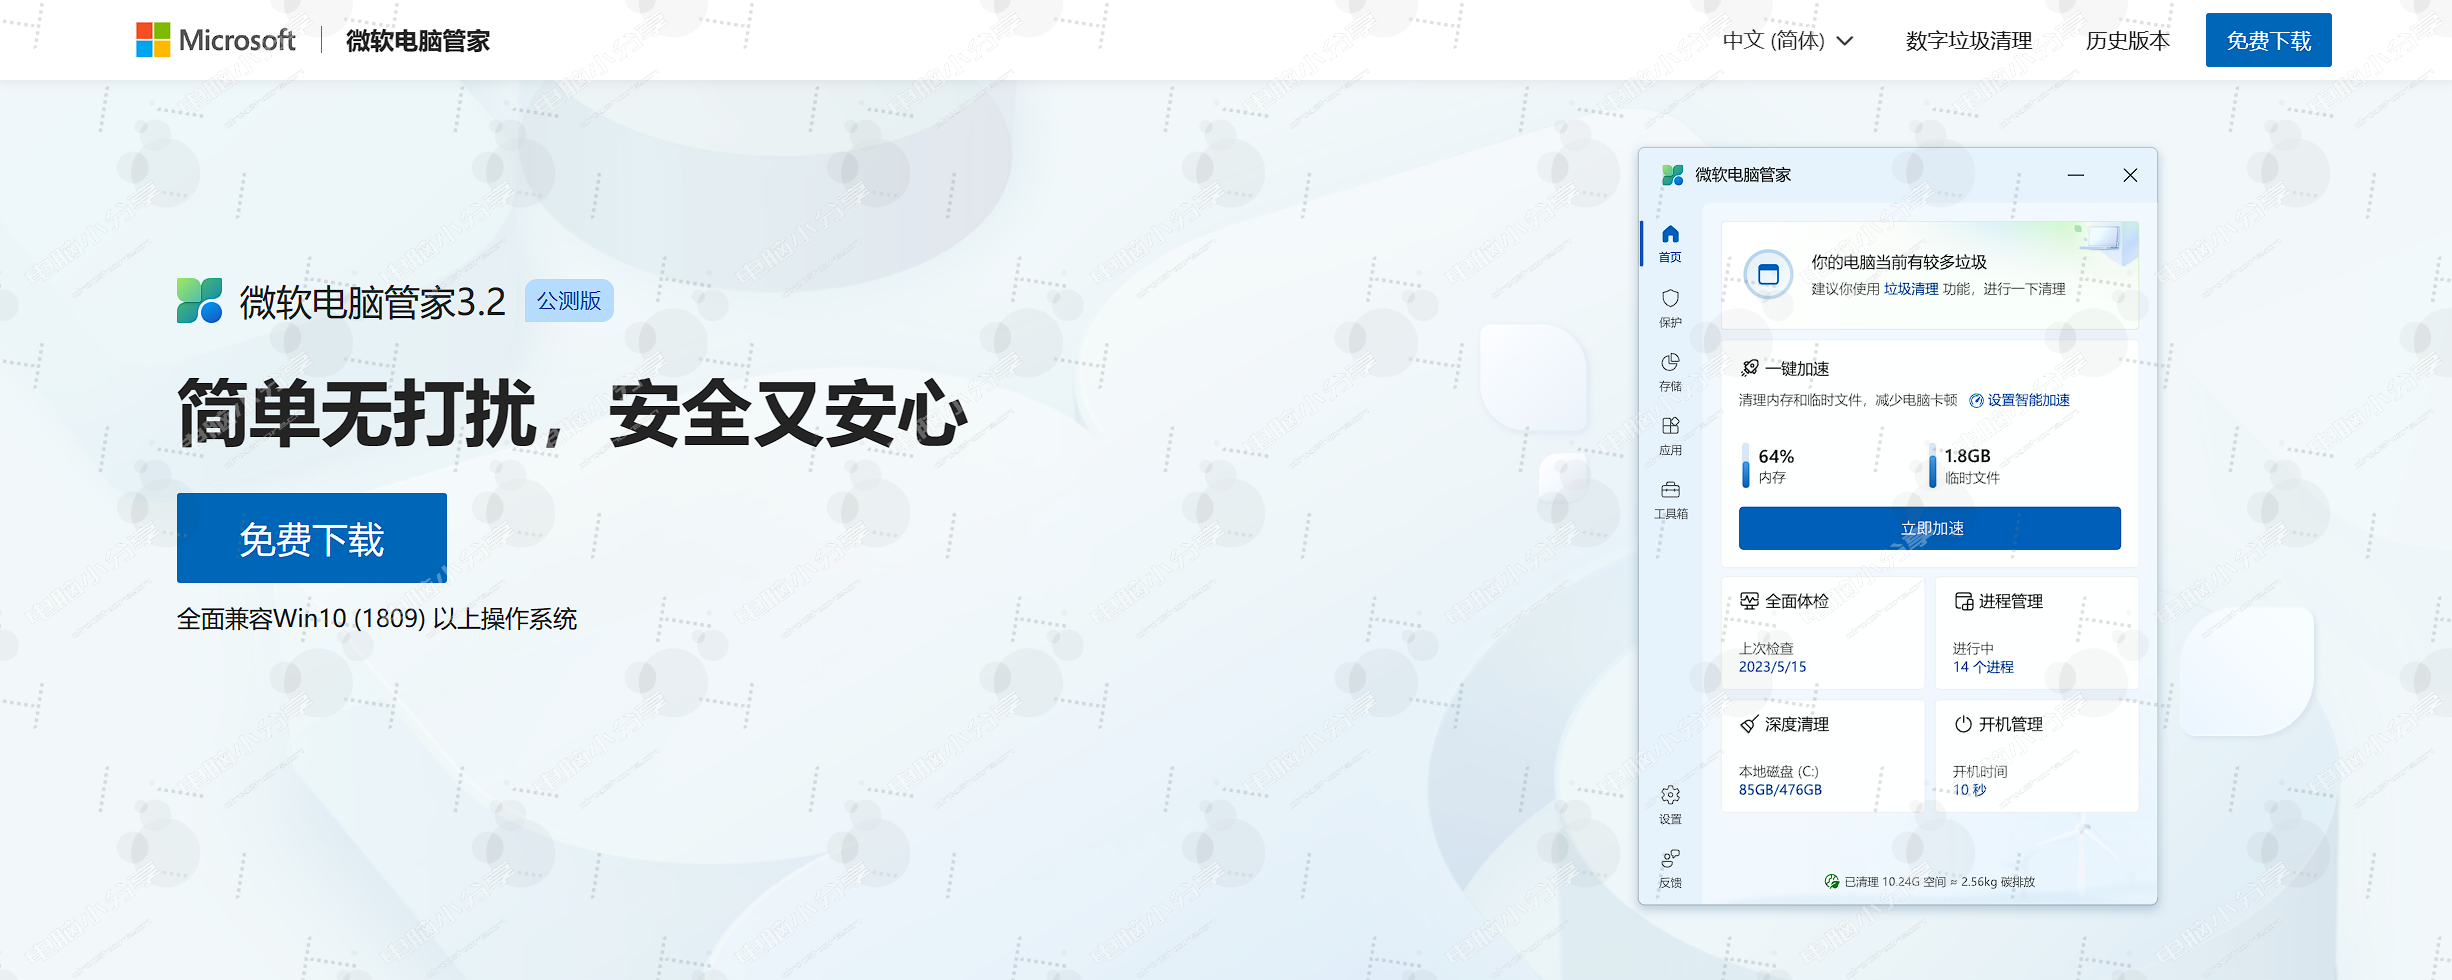 Microsoft 微软电脑管家 中文 (简体) 数字垃圾清理 历史版本 免费下载
微软电脑管家3.2 公测版
简单无打扰，安全又安心
免费下载
全面兼容Win10 (1809) 以上操作系统
微软电脑管家
首页
保护
存储
应用
工具箱
设置
反馈
你的电脑当前有较多垃圾
建议你使用 垃圾清理 功能，进行一下清理
一键加速
清理内存和临时文件，减少电脑卡顿 设置智能加速
64% 1.8GB
内存 临时文件
立即加速
全面体检 进程管理
上次检查 进行中
2023/5/15 14 个进程
深度清理 开机管理
本地磁盘 (C:) 开机时间
85GB/476GB 10 秒
已清理 10.24G 空间 ≈ 2.56kg 碳排放
电脑小分享